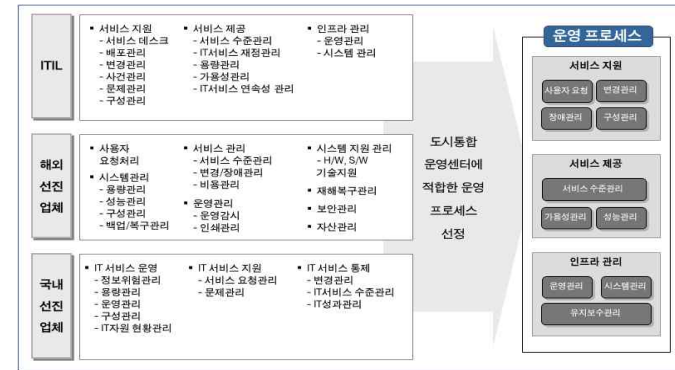 ITIL
▪ 서비스 지원
- 서비스 데스크
- 배포관리
- 변경관리
- 사건관리
- 문제관리
- 구성관리
▪ 서비스 제공
- 서비스 수준관리
- IT서비스 재정관리
- 용량관리
- 가용성관리
- IT서비스 연속성 관리
▪ 인프라 관리
- 운영관리
- 시스템 관리
해외
선진
업체
▪ 사용자
요청처리
▪ 시스템관리
- 용량관리
- 성능관리
- 구성관리
- 백업/복구관리
▪ 서비스 관리
- 서비스 수준관리
- 변경/장애관리
- 비용관리
▪ 운영관리
- 운영감시
- 인쇄관리
▪ 시스템 지원 관리
- H/W, S/W
기술지원
▪ 재해복구관리
▪ 보안관리
▪ 자산관리
국내
선진
업체
▪ IT 서비스 운영
- 정보위험관리
- 용량관리
- 운영관리
- 구성관리
- IT자원 현황관리
▪ IT 서비스 지원
- 서비스 요청관리
- 문제관리
▪ IT 서비스 통제
- 변경관리
- IT서비스 수준관리
- IT성과관리
도시통합
운영센터에
적합한 운영
프로세스
선정
운영 프로세스
서비스 지원
사용자 요청 변경관리
장애관리 구성관리
서비스 제공
서비스 수준관리
가용성관리 성능관리
인프라 관리
운영관리 시스템관리
유지보수관리